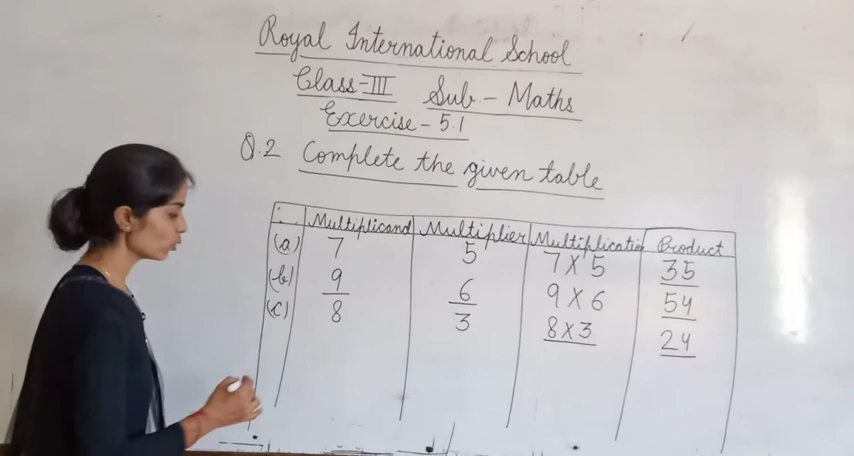 Royal International School
Class-III Sub - Maths
Exercise - 5.1
Q.2 Complete the given table
Multiplicand Multiplier Multiplication Product
(a) 7 5 7 X 5 35
(b) 9 6 9 X 6 54
(c) 8 3 8 X 3 24